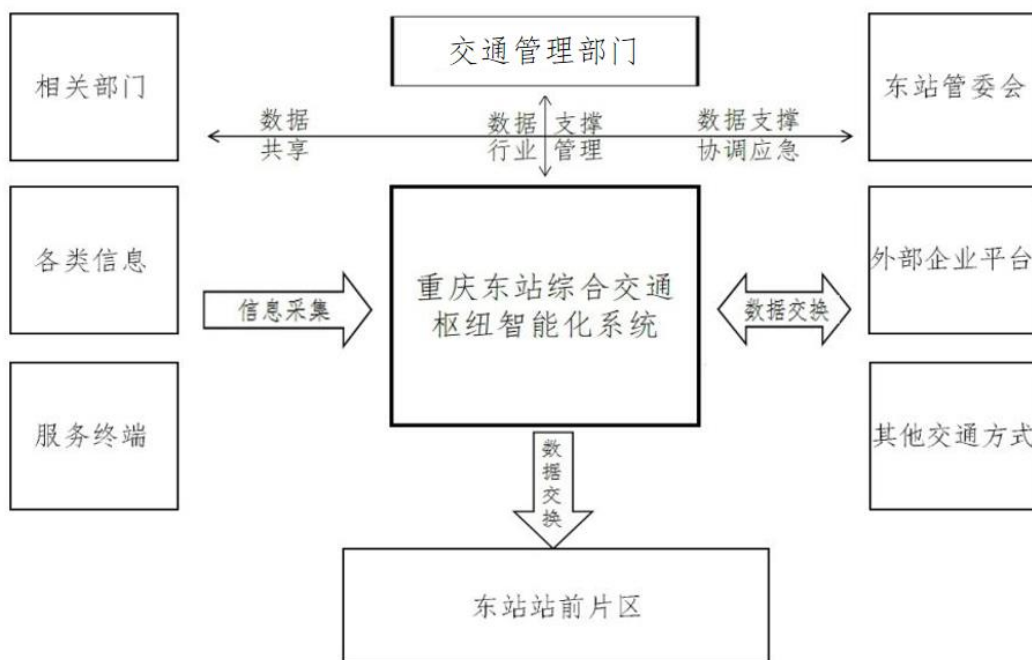 相关部门
交通管理部门
东站管委会
数据
共享
数据支撑
行业管理
数据支撑
协调应急
各类信息
信息采集
重庆东站综合交通
枢纽智能化系统
数据交换
外部企业平台
服务终端
数据交换
其他交通方式
东站站前片区